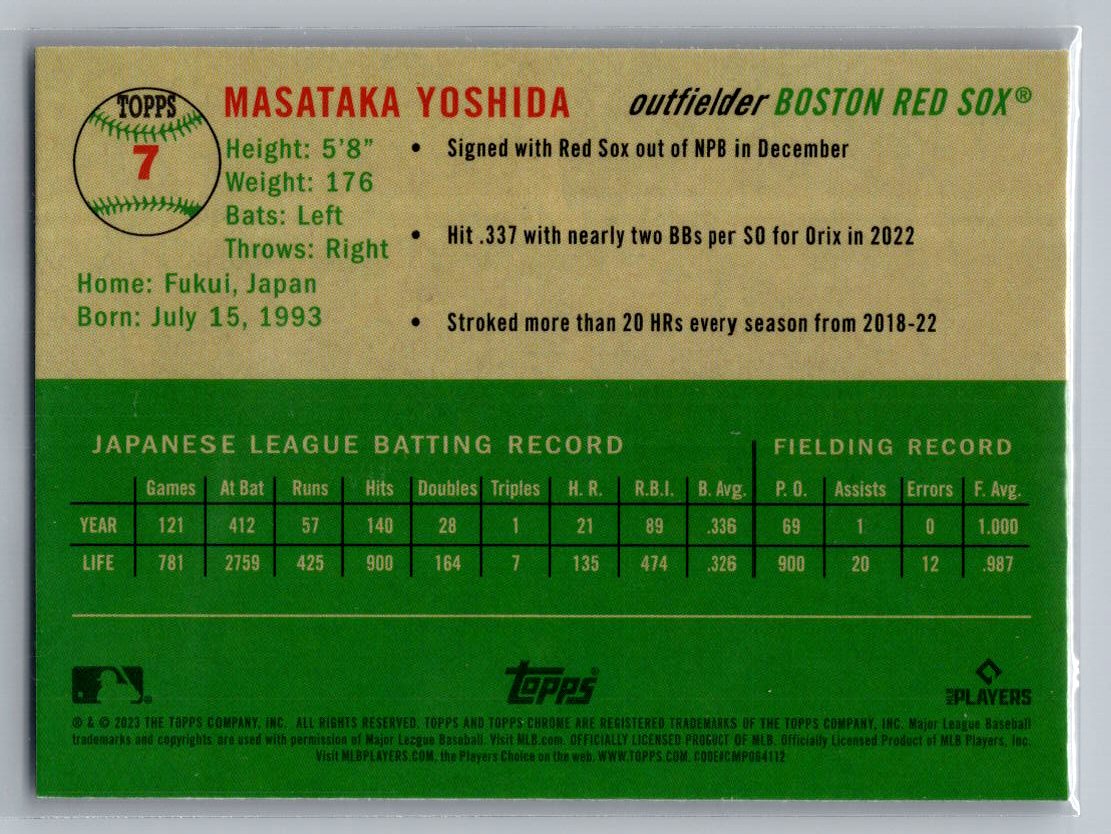 TOPPS
7
MASATAKA YOSHIDA
outfielder BOSTON RED SOX®
Height: 5'8"
Weight: 176
Bats: Left
Throws: Right
Home: Fukui, Japan
Born: July 15, 1993
• Signed with Red Sox out of NPB in December
• Hit .337 with nearly two BBs per SO for Orix in 2022
• Stroked more than 20 HRs every season from 2018-22
JAPANESE LEAGUE BATTING RECORD FIELDING RECORD
Games At Bat Runs Hits Doubles Triples H. R. R.B.I. B. Avg. P. O. Assists Errors F. Avg.
YEAR 121 412 57 140 28 1 21 89 .336 69 1 0 1.000
LIFE 781 2759 425 900 164 7 135 474 .326 900 20 12 .987
topps
MLB PLAYERS
® & © 2023 THE TOPPS COMPANY, INC. ALL RIGHTS RESERVED. TOPPS AND TOPPS CHROME ARE REGISTERED TRADEMARKS OF THE TOPPS COMPANY, INC. Major League Baseball
trademarks and copyrights are used with permission of Major League Baseball. Visit MLB.com. OFFICIALLY LICENSED PRODUCT OF MLB. Officially Licensed Product of MLB Players, Inc.
Visit MLBPLAYERS.COM, the Players Choice on the web. WWW.TOPPS.COM. CODE#CMP084112